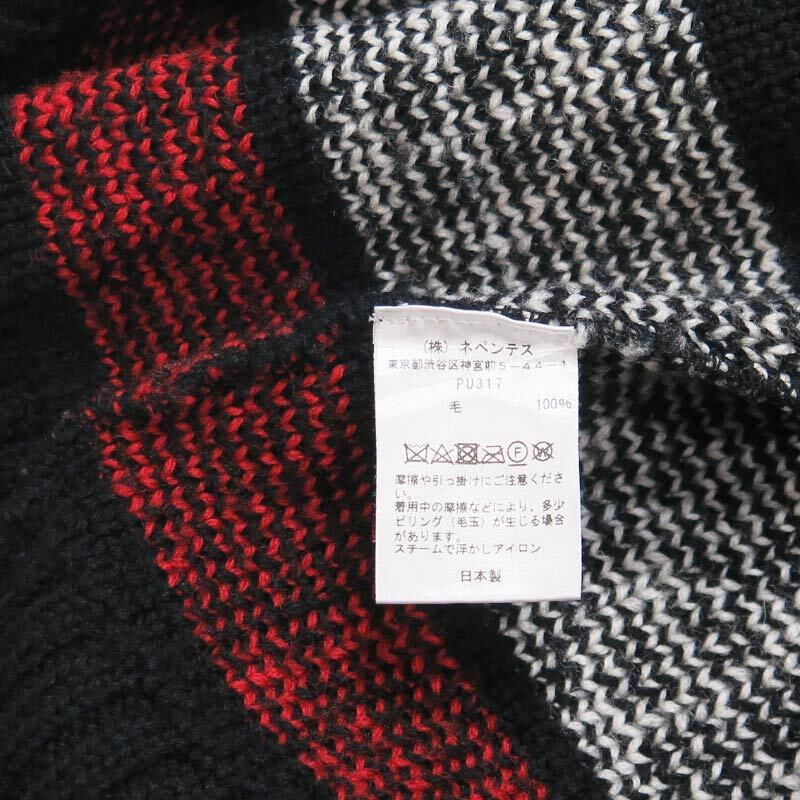 (株) ネペンテス
東京都渋谷区神宮前5-44-1
PU317
毛 100%
F W
摩擦や引っ掛けにご注意くださ
い。
着用中の摩擦などにより、多少
ピリング(毛玉)が生じる場合
があります。
スチームで浮かしアイロン
日本製